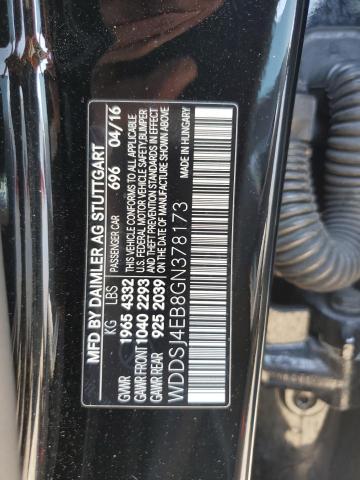 MFD BY DAIMLER AG STUTTGART
KG LBS PASSENGER CAR 696 04/16
GVWR 1965 4332 THIS VEHICLE CONFORMS TO ALL APPLICABLE
GAWR FRONT 1040 2293 U.S. FEDERAL MOTOR VEHICLE SAFETY, BUMPER
GAWR REAR 925 2039 AND THEFT PREVENTION STANDARDS IN EFFECT
ON THE DATE OF MANUFACTURE SHOWN ABOVE.
WDDSJ4EB8GN378173 MADE IN HUNGARY